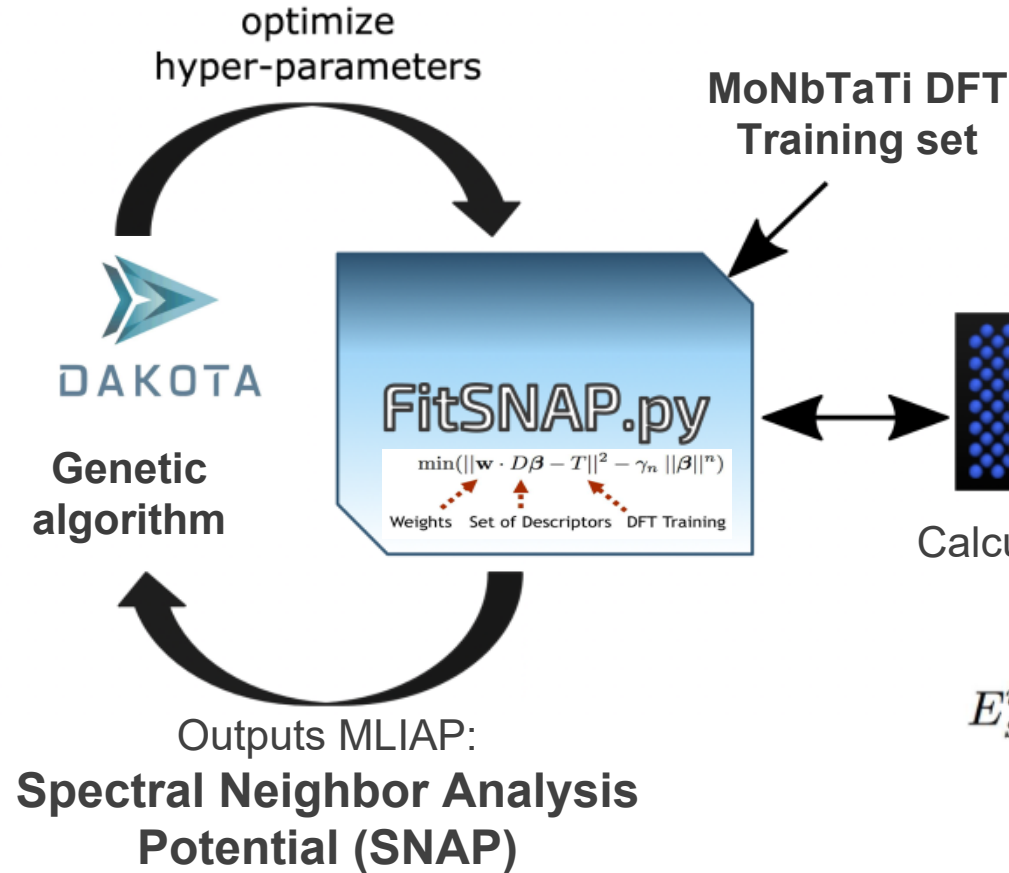 optimize
hyper-parameters
MoNbTaTi DFT
Training set
DAKOTA
Genetic
algorithm
FitSNAP.py
min(||w · Dβ − T||² − γₙ ||β||ⁿ)
Weights Set of Descriptors DFT Training
Outputs MLIAP:
Spectral Neighbor Analysis
Potential (SNAP)